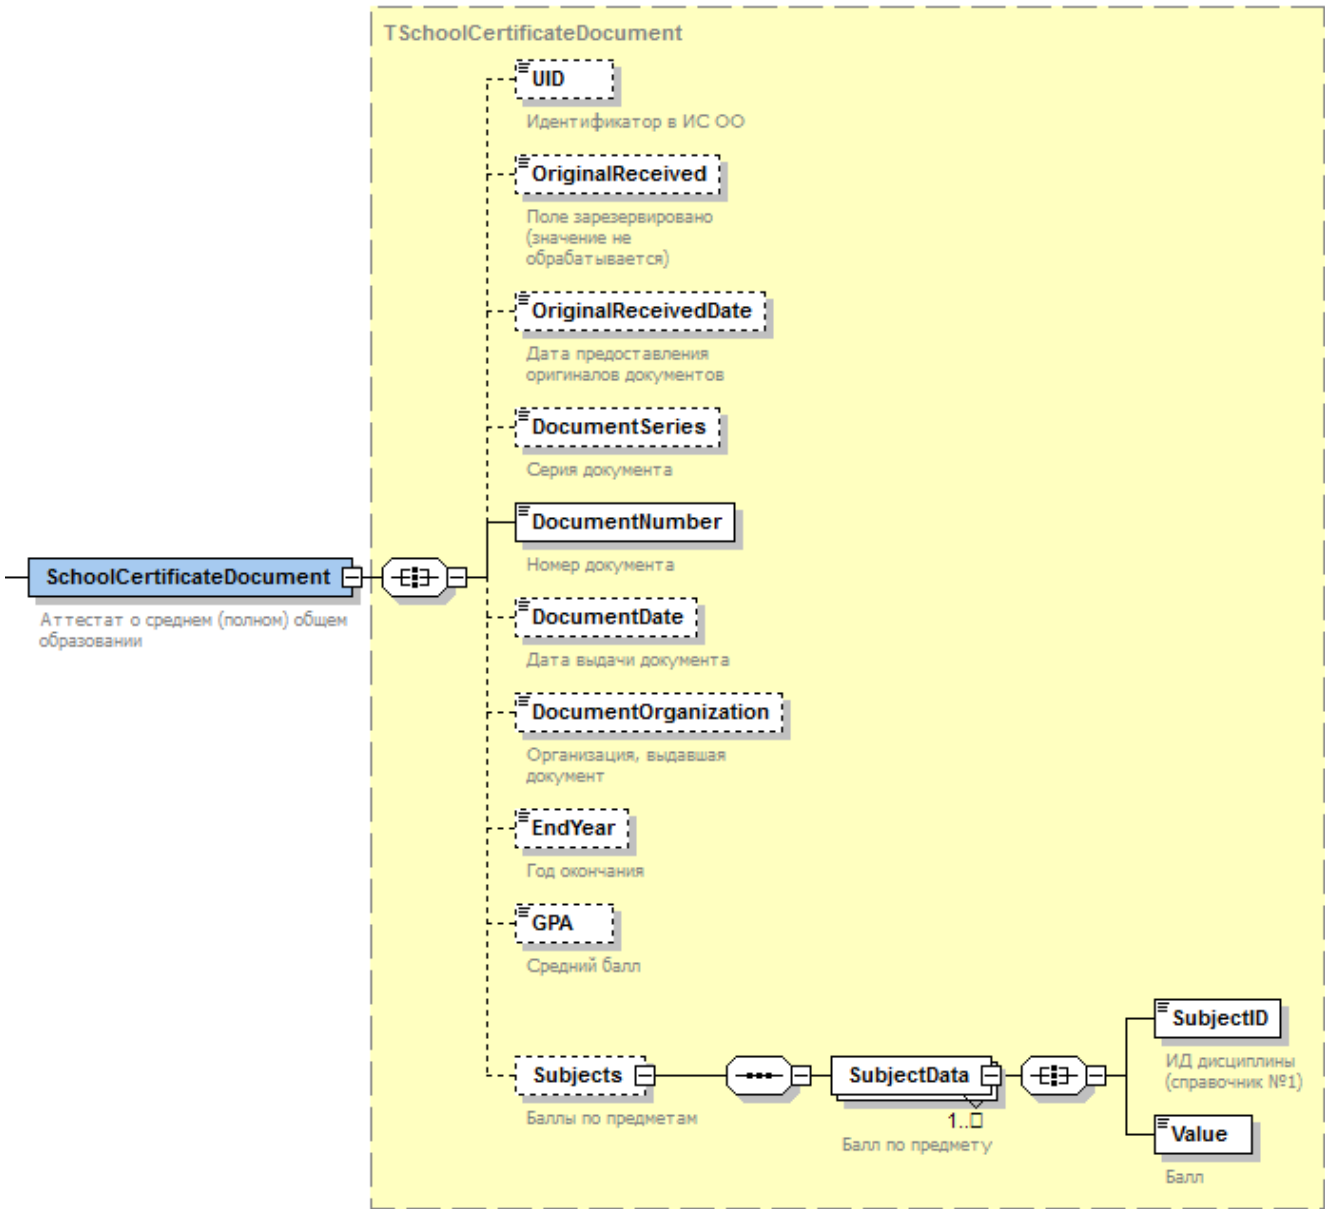 TSchoolCertificateDocument
UID
Идентификатор в ИС ОО
OriginalReceived
Поле зарезервировано
(значение не
обрабатывается)
OriginalReceivedDate
Дата предоставления
оригиналов документов
DocumentSeries
Серия документа
DocumentNumber
Номер документа
SchoolCertificateDocument
Аттестат о среднем (полном) общем
образовании
DocumentDate
Дата выдачи документа
DocumentOrganization
Организация, выдавшая
документ
EndYear
Год окончания
GPA
Средний балл
Subjects
Баллы по предметам
SubjectData
1..□
Балл по предмету
SubjectID
ИД дисциплины
(справочник №1)
Value
Балл